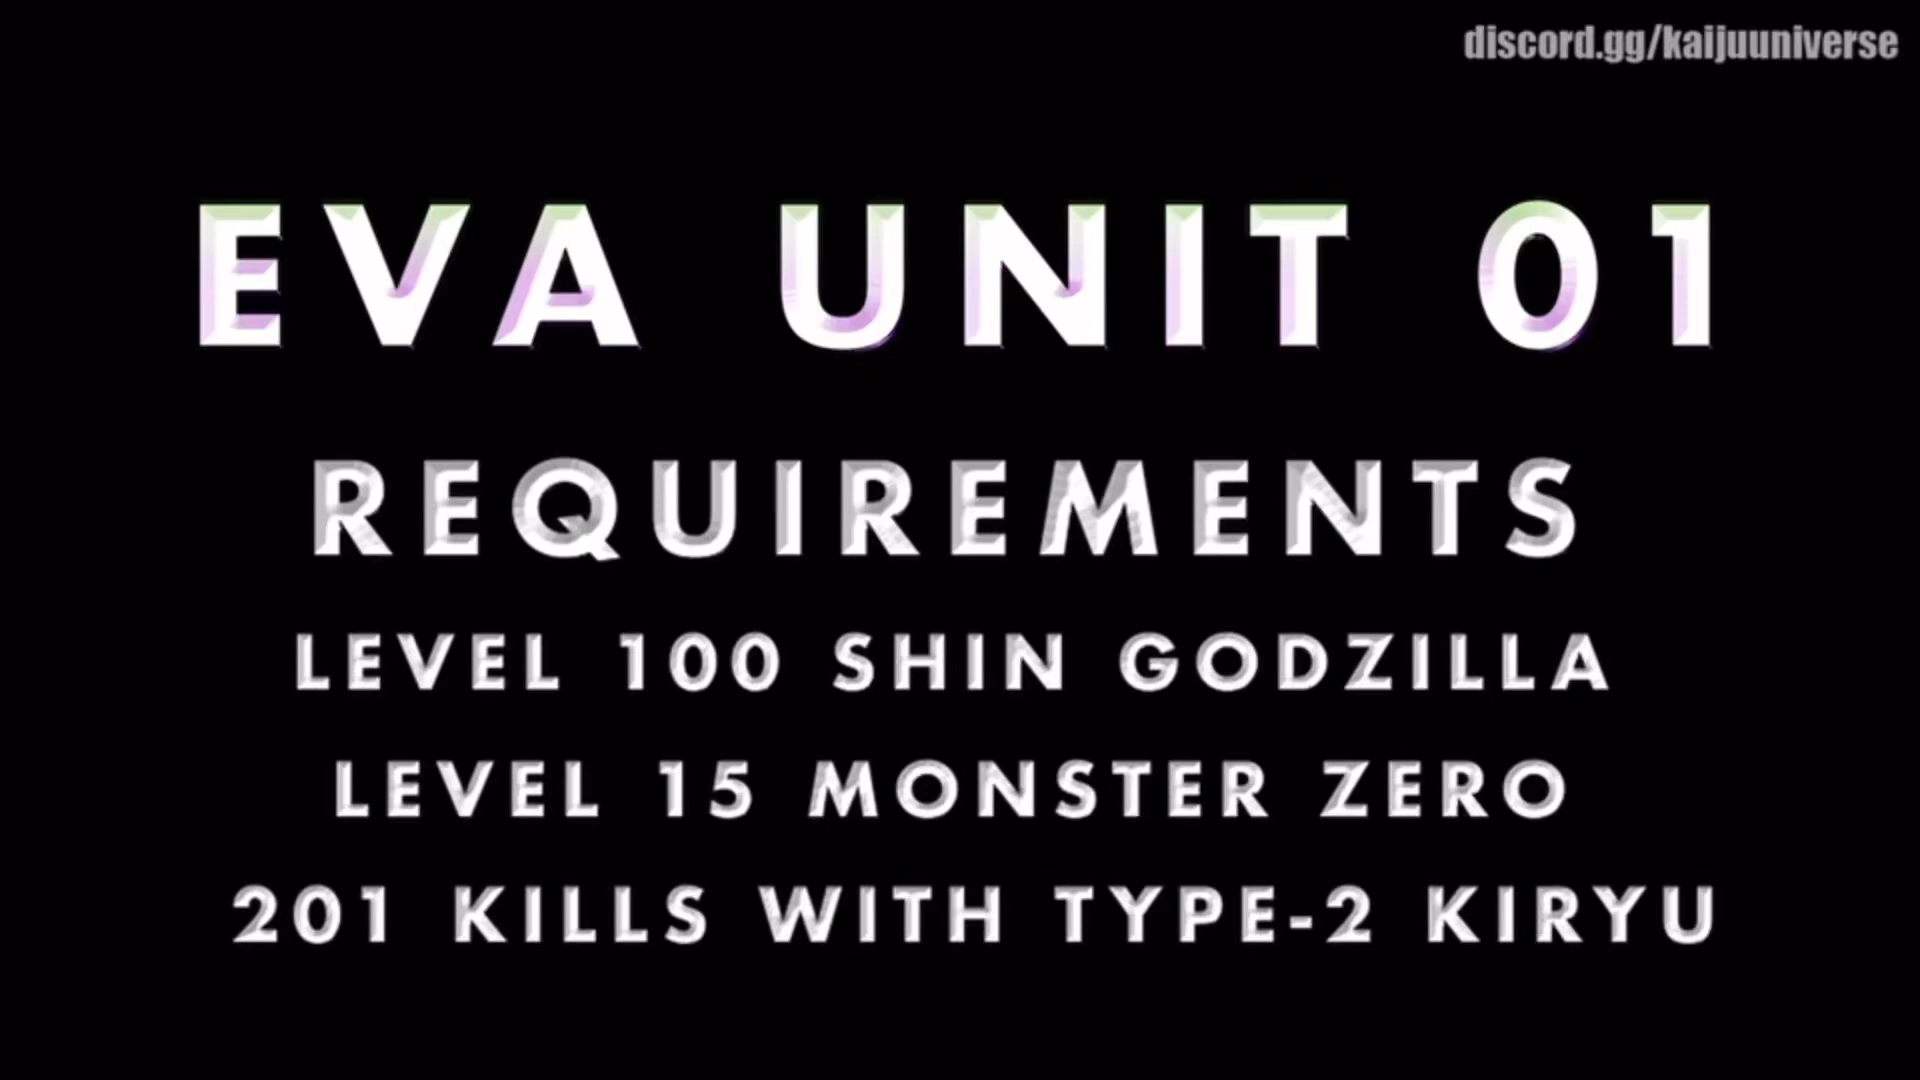 discord.gg/kaijuuniverse
EVA UNIT 01
REQUIREMENTS
LEVEL 100 SHIN GODZILLA
LEVEL 15 MONSTER ZERO
201 KILLS WITH TYPE-2 KIRYU